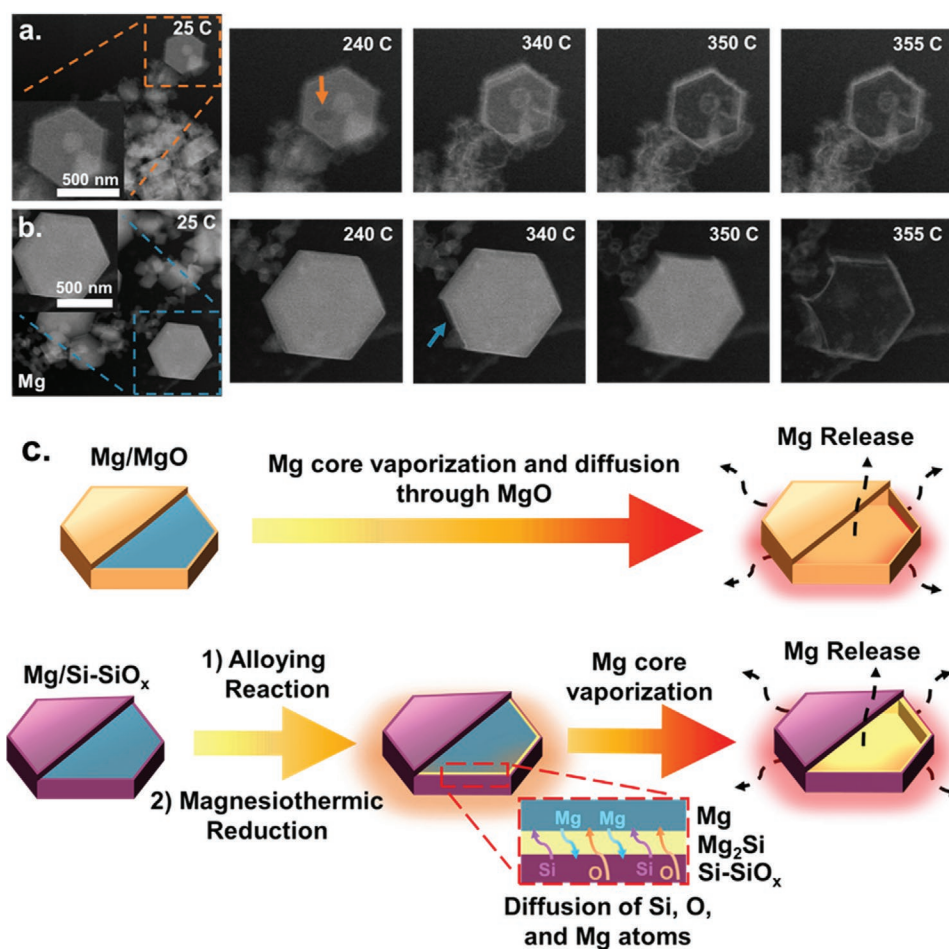 a.
25 C
500 nm
240 C
340 C
350 C
355 C
b.
25 C
500 nm
Mg
240 C
340 C
350 C
355 C
c.
Mg/MgO
Mg core vaporization and diffusion
through MgO
Mg Release
Mg/Si-SiOₓ
1) Alloying
Reaction
2) Magnesiothermic
Reduction
Mg core
vaporization
Mg Release
Mg Mg
Si O Si O
Mg
Mg₂Si
Si-SiOₓ
Diffusion of Si, O,
and Mg atoms